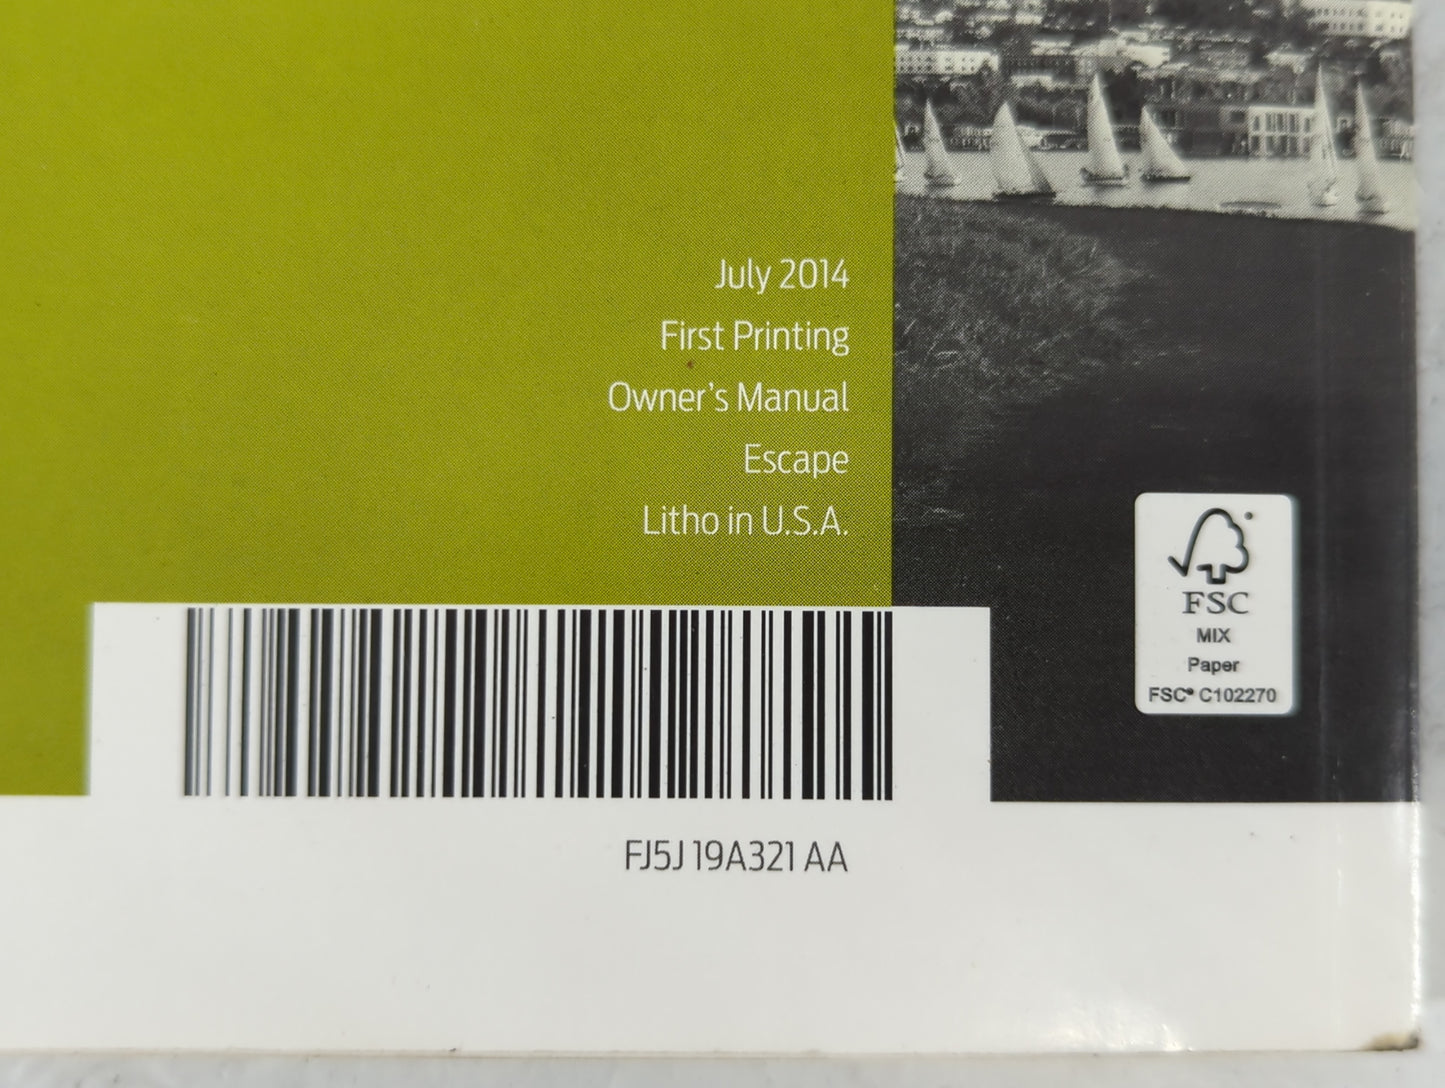 July 2014
First Printing
Owner's Manual
Escape
Litho in U.S.A.
FSC
MIX
Paper
FSC® C102270
FJ5J 19A321 AA